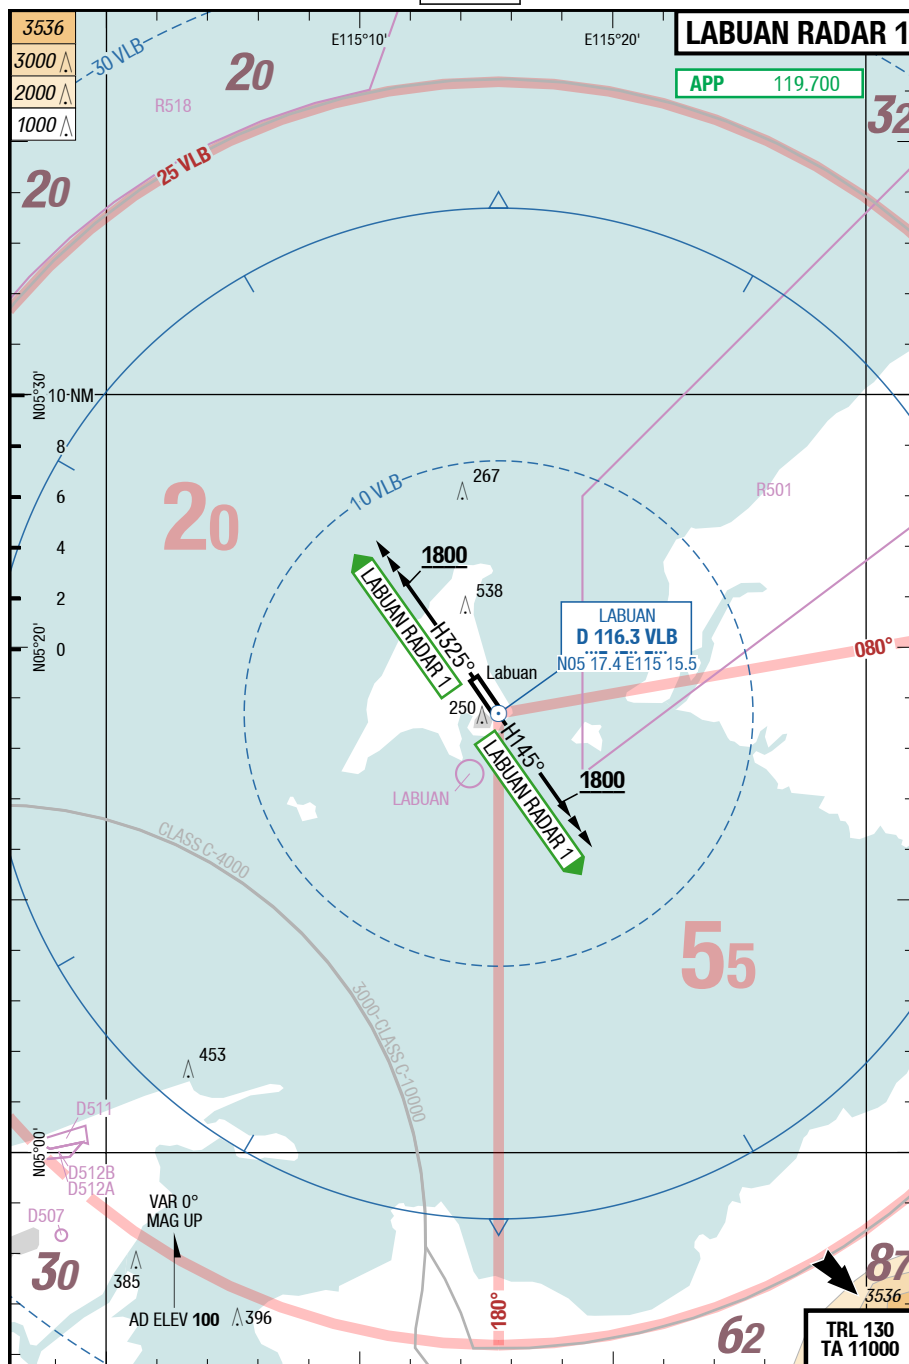 3536
3000
2000
1000
30 VLB
20
E115°10'
E115°20'
LABUAN RADAR 1
APP 119.700
R518
32
25 VLB
20
N05°30'
10 NM
8
6
4
2
0
N05°20'
20
10 VLB
267
R501
1800
LABUAN RADAR 1
538
H325°
LABUAN
D 116.3 VLB
N05 17.4 E115 15.5
080°
Labuan
250
H145°
LABUAN RADAR 1
1800
LABUAN
CLASS C-4000
55
3000-CLASS C-10000
453
D511
N05°00'
D512B
D512A
D507
VAR 0°
MAG UP
30
385
AD ELEV 100
396
180°
62
87
3536
TRL 130
TA 11000